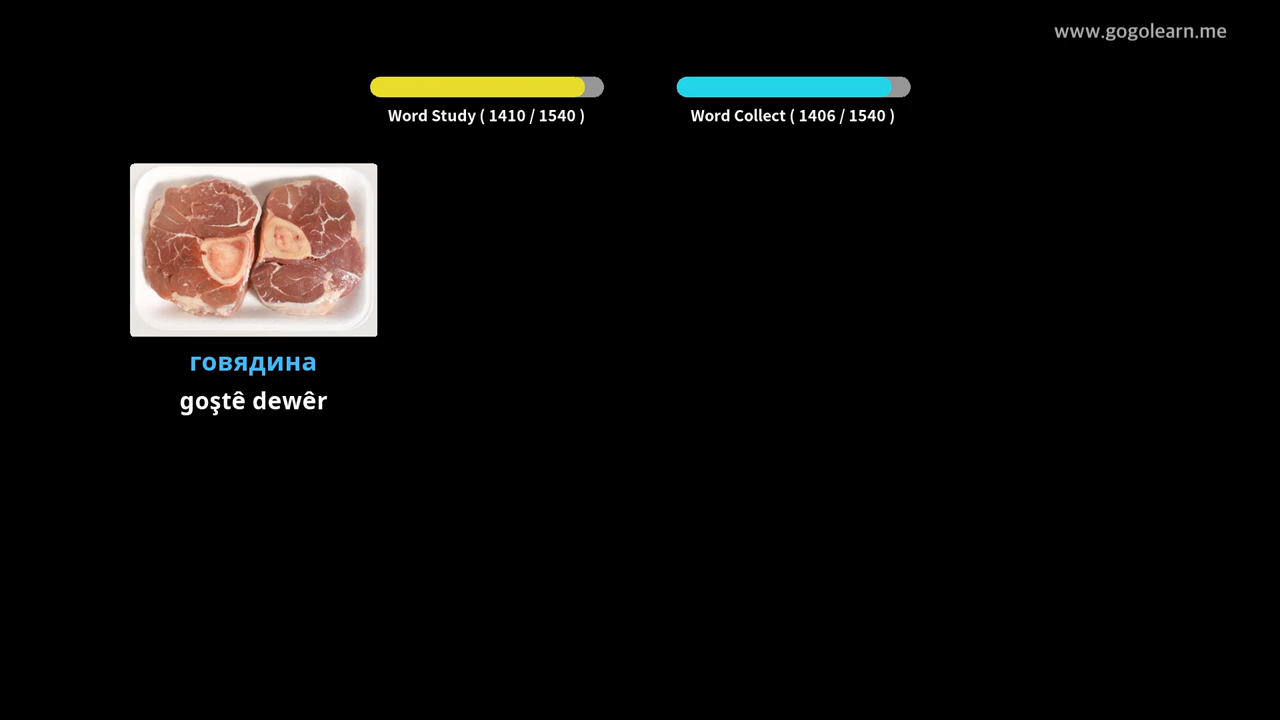 www.gogolearn.me
Word Study ( 1410 / 1540 )
Word Collect ( 1406 / 1540 )
говядина
goştê dewêr